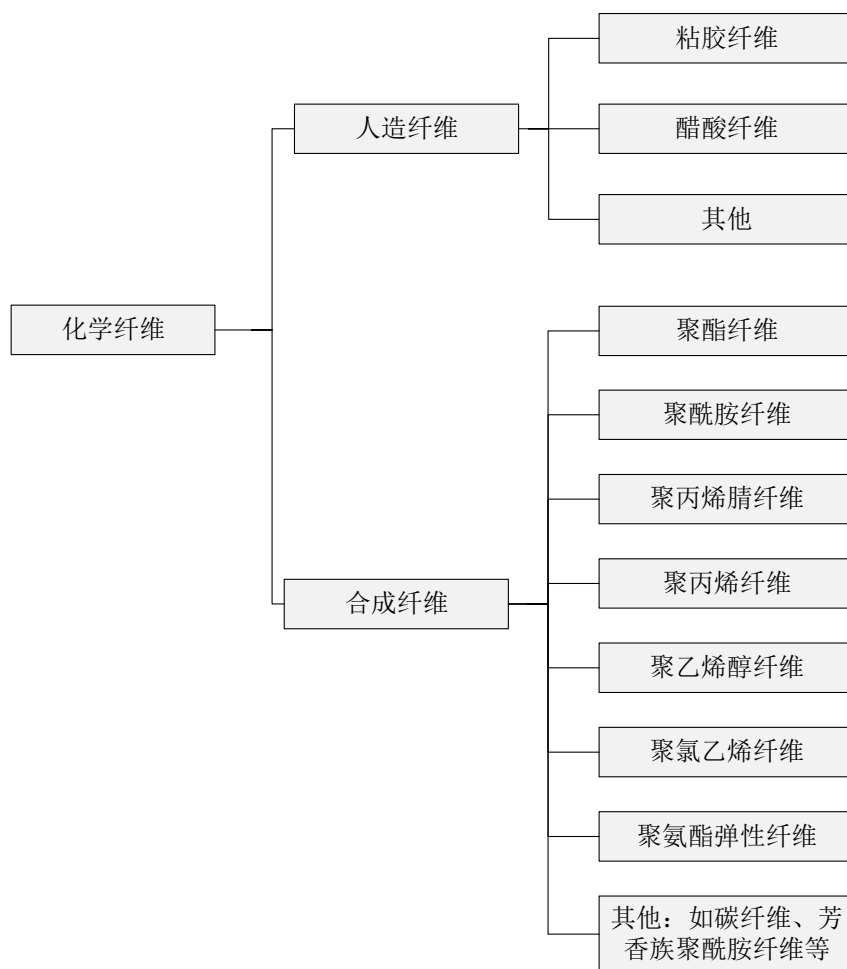 粘胶纤维
人造纤维
醋酸纤维
其他
化学纤维
聚酯纤维
聚酰胺纤维
聚丙烯腈纤维
聚丙烯纤维
合成纤维
聚乙烯醇纤维
聚氯乙烯纤维
聚氨酯弹性纤维
其他：如碳纤维、芳
香族聚酰胺纤维等